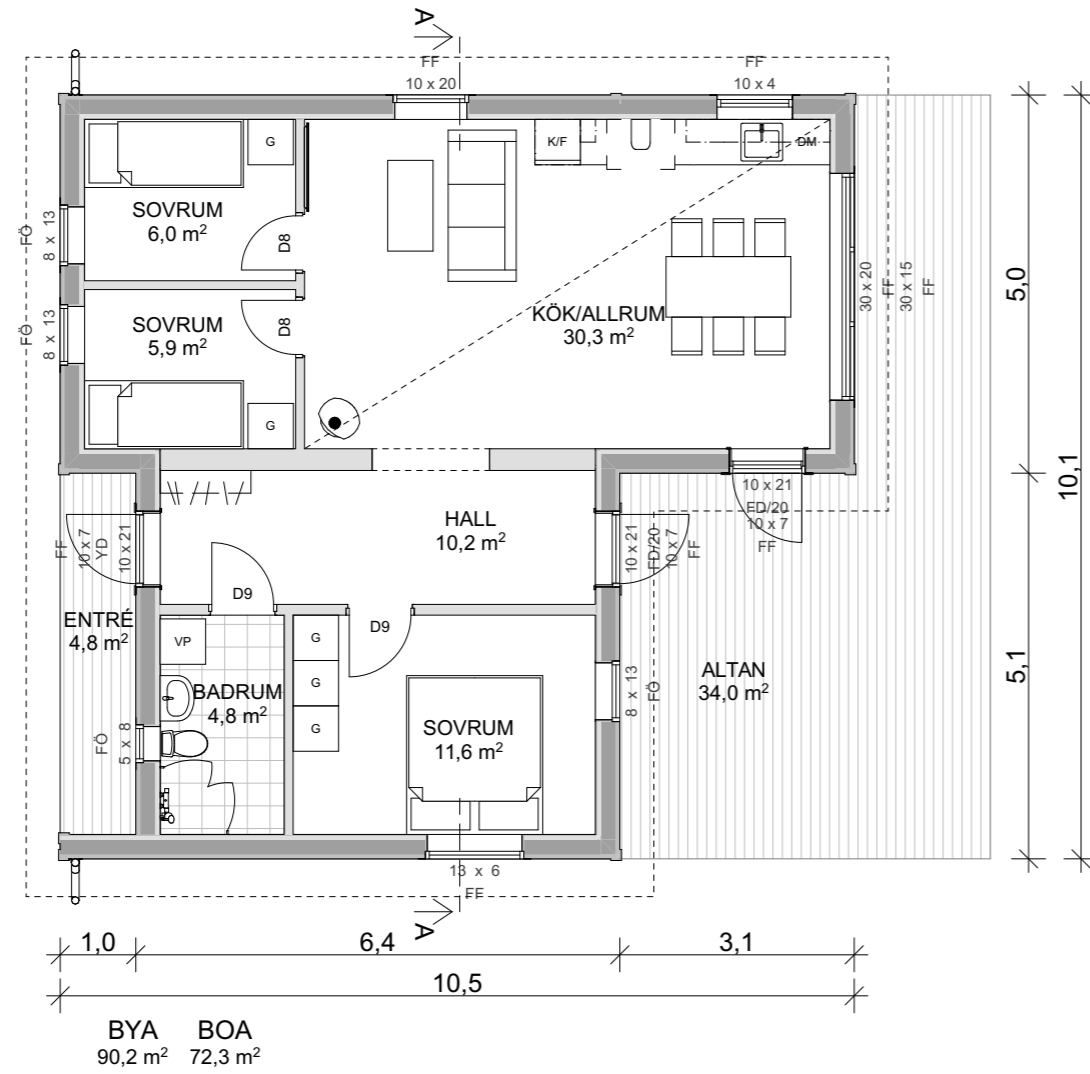 A
FF
10 x 20
FF
10 x 4
G
K/F
DM
SOVRUM
6,0 m²
D8
FÖ
8 x 13
SOVRUM
5,9 m²
D8
FÖ
8 x 13
G
KÖK/ALLRUM
30,3 m²
30 x 20
FF
30 x 15
FF
5,0
10,1
10 x 21
FD/20
10 x 7
FF
HALL
10,2 m²
FF
10 x 7
YD
10 x 21
10 x 21
FD/20
10 x 7
FF
D9
D9
ENTRÉ
4,8 m²
VP
G
G
G
BADRUM
4,8 m²
FÖ
5 x 8
SOVRUM
11,6 m²
8 x 13
FÖ
ALTAN
34,0 m²
5,1
13 x 6
FF
A
1,0
6,4
3,1
10,5
BYA BOA
90,2 m² 72,3 m²